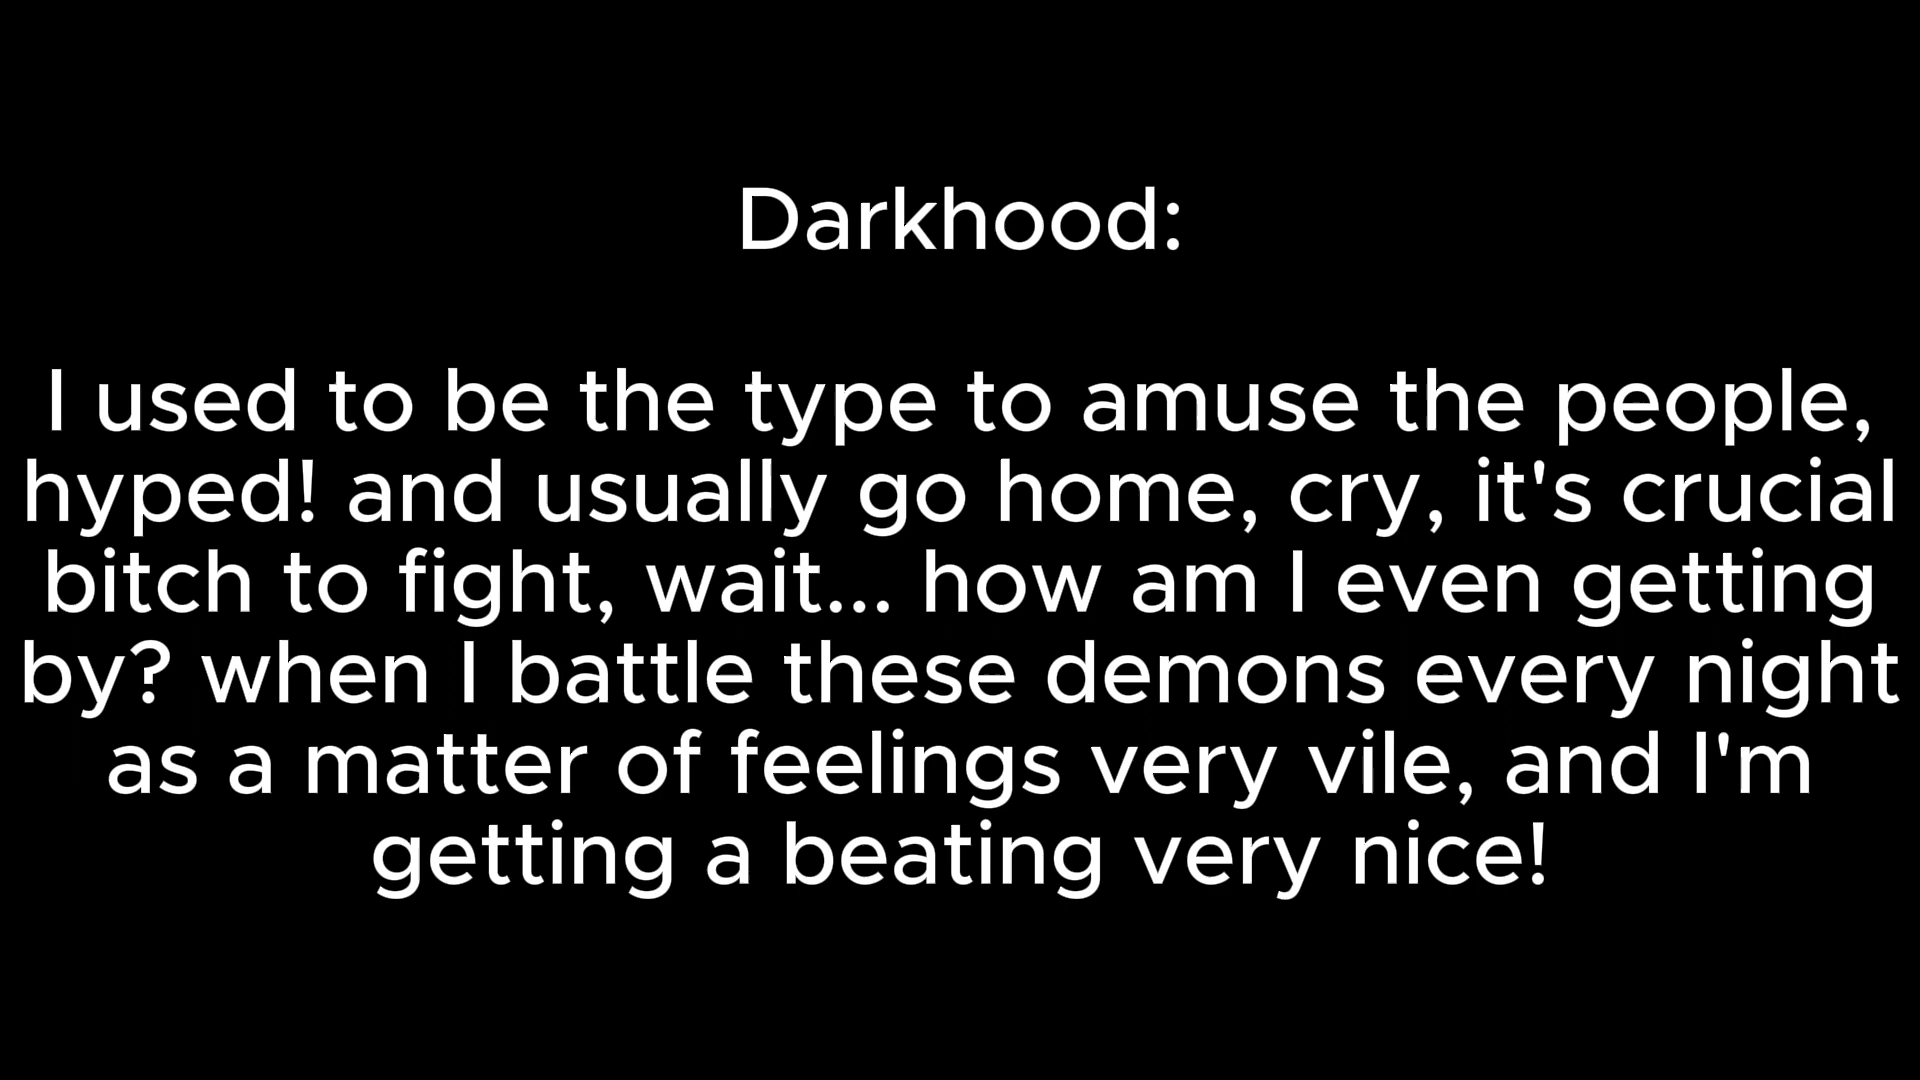 Darkhood:
I used to be the type to amuse the people,
hyped! and usually go home, cry, it's crucial
bitch to fight, wait... how am I even getting
by? when I battle these demons every night
as a matter of feelings very vile, and I'm
getting a beating very nice!